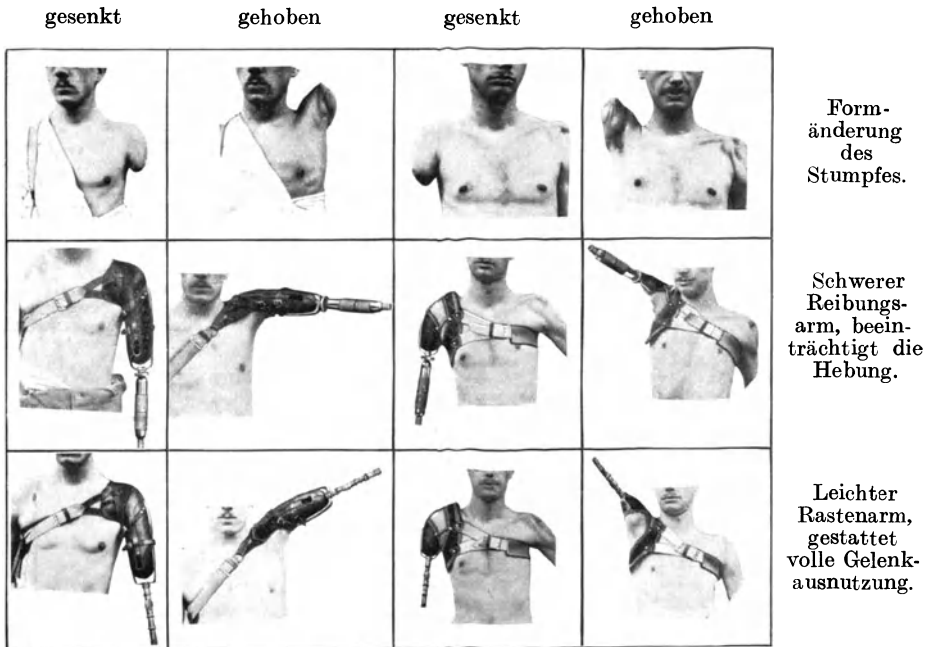 gesenkt gehoben gesenkt gehoben
Form-
änderung
des
Stumpfes.
Schwerer
Reibungs-
arm, beein-
trächtigt die
Hebung.
Leichter
Rastenarm,
gestattet
volle Gelenk-
ausnutzung.